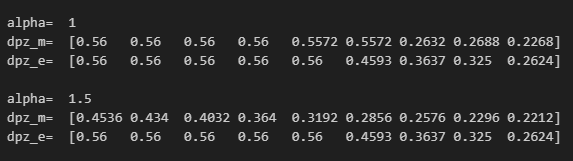 alpha=  1
dpz_m=  [0.56   0.56   0.56   0.56   0.5572 0.5572 0.2632 0.2688 0.2268]
dpz_e=  [0.56   0.56   0.56   0.56   0.56   0.4593 0.3637 0.325  0.2624]
alpha=  1.5
dpz_m=  [0.4536 0.434  0.4032 0.364  0.3192 0.2856 0.2576 0.2296 0.2212]
dpz_e=  [0.56   0.56   0.56   0.56   0.56   0.4593 0.3637 0.325  0.2624]